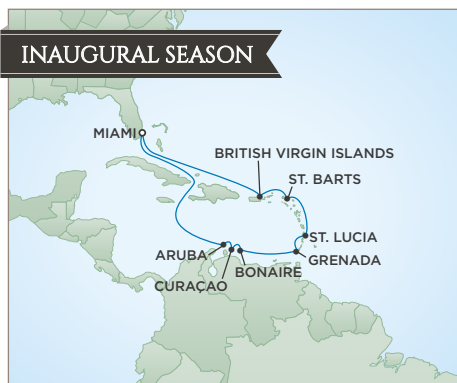 INAUGURAL SEASON
MIAMI
BRITISH VIRGIN ISLANDS
ST. BARTS
ST. LUCIA
ARUBA
GRENADA
BONAIRE
CURAÇAO